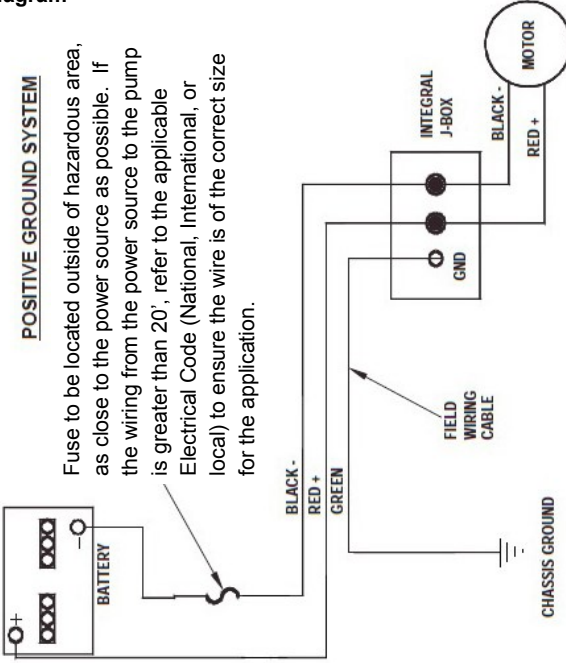 POSITIVE GROUND SYSTEM
Fuse to be located outside of hazardous area,
as close to the power source as possible. If
the wiring from the power source to the pump
is greater than 20', refer to the applicable
Electrical Code (National, International, or
local) to ensure the wire is of the correct size
for the application.
+
-
BATTERY
BLACK -
RED +
GREEN
FIELD
WIRING
CABLE
CHASSIS GROUND
INTEGRAL
J-BOX
GND
BLACK -
RED +
MOTOR